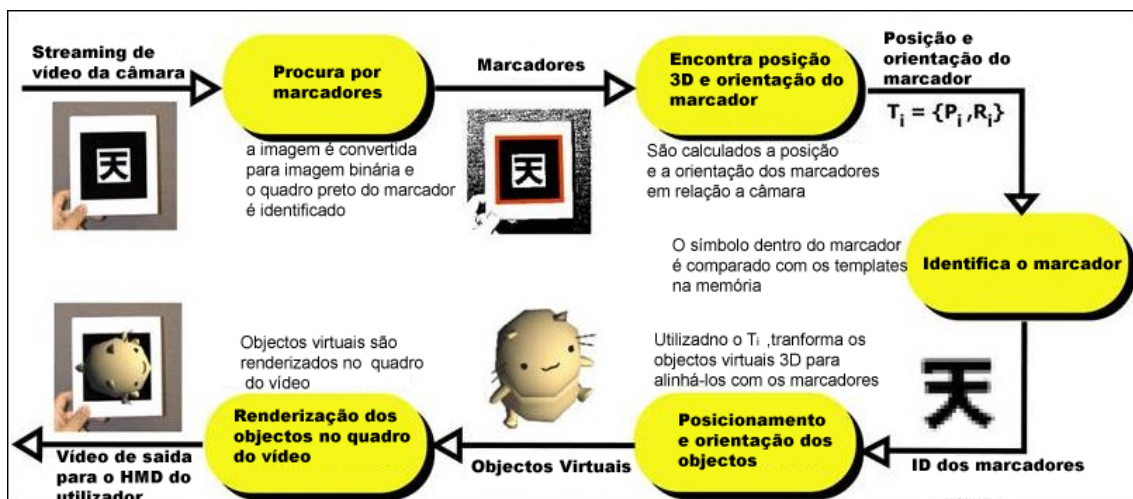 Streaming de
vídeo da câmara
Procura por
marcadores
a imagem é convertida
para imagem binária e
o quadro preto do marcador
é identificado
天
Marcadores
天
Encontra posição
3D e orientação do
marcador
São calculados a posição
e a orientação dos marcadores
em relação a câmara
Posição e
orientação do
marcador
Ti = {Pi ,Ri}
Identifica o marcador
O símbolo dentro do marcador
é comparado com os templates
na memória
天
ID dos marcadores
Utilizadno o Ti ,tranforma os
objectos virtuais 3D para
alinhá-los com os marcadores
Posicionamento
e orientação dos
objectos
Objectos Virtuais
Objectos virtuais são
renderizados no quadro
do vídeo
Renderização dos
objectos no quadro
do vídeo
Vídeo de saida
para o HMD do
utilizador